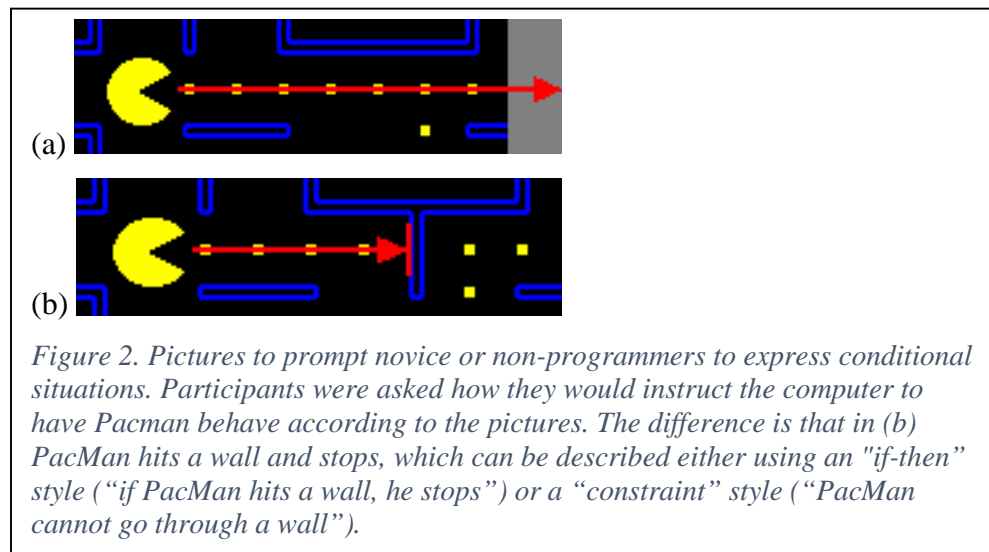 (a)
(b)
Figure 2. Pictures to prompt novice or non-programmers to express conditional
situations. Participants were asked how they would instruct the computer to
have Pacman behave according to the pictures. The difference is that in (b)
PacMan hits a wall and stops, which can be described either using an "if-then”
style (“if PacMan hits a wall, he stops”) or a “constraint” style (“PacMan
cannot go through a wall”).